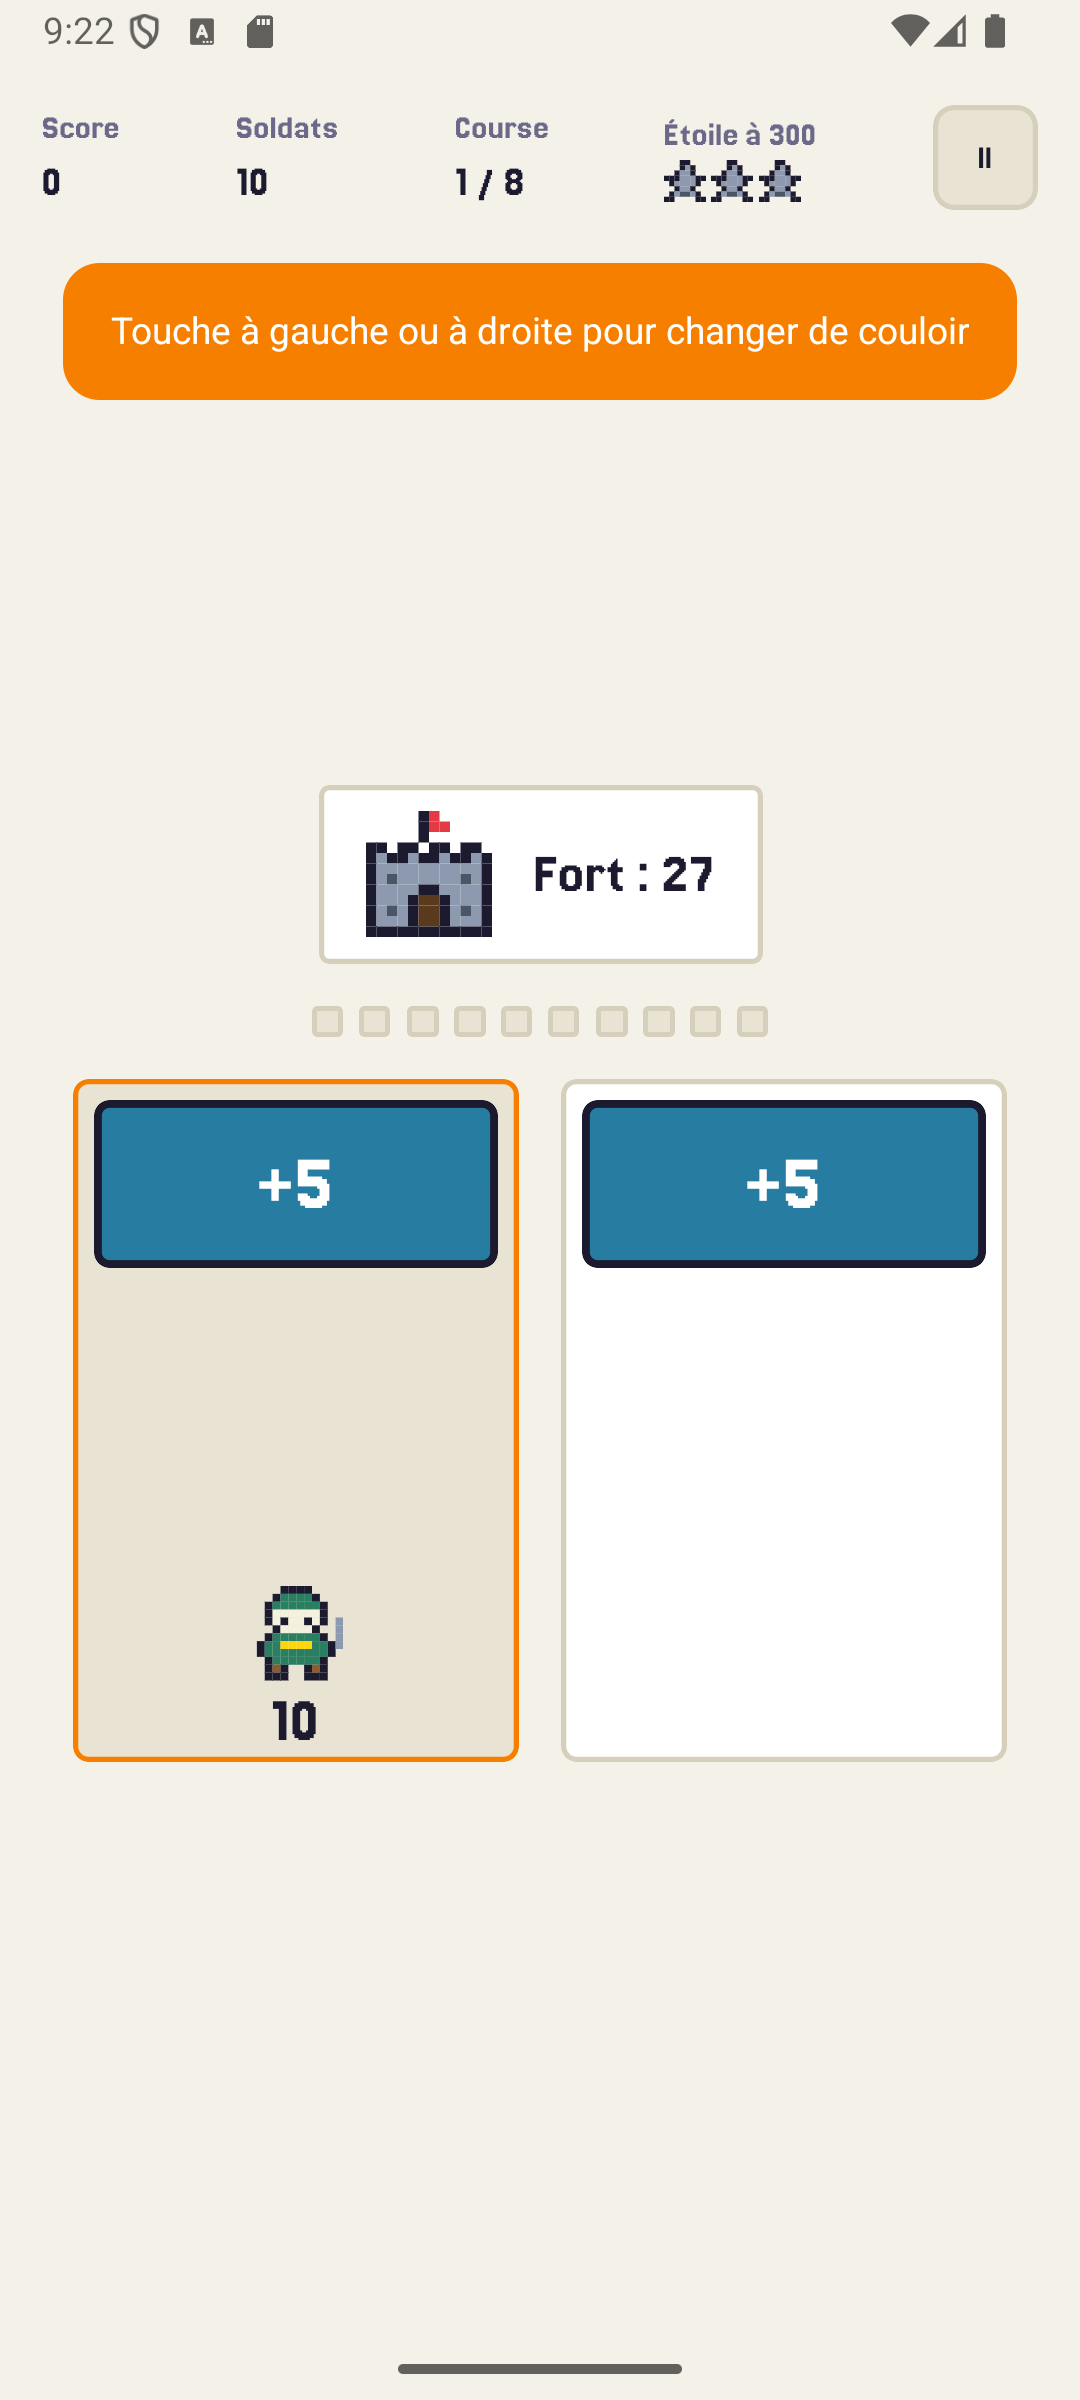 9:22
Score
0
Soldats
10
Course
1 / 8
Étoile à 300
Touche à gauche ou à droite pour changer de couloir
Fort : 27
+5
+5
10